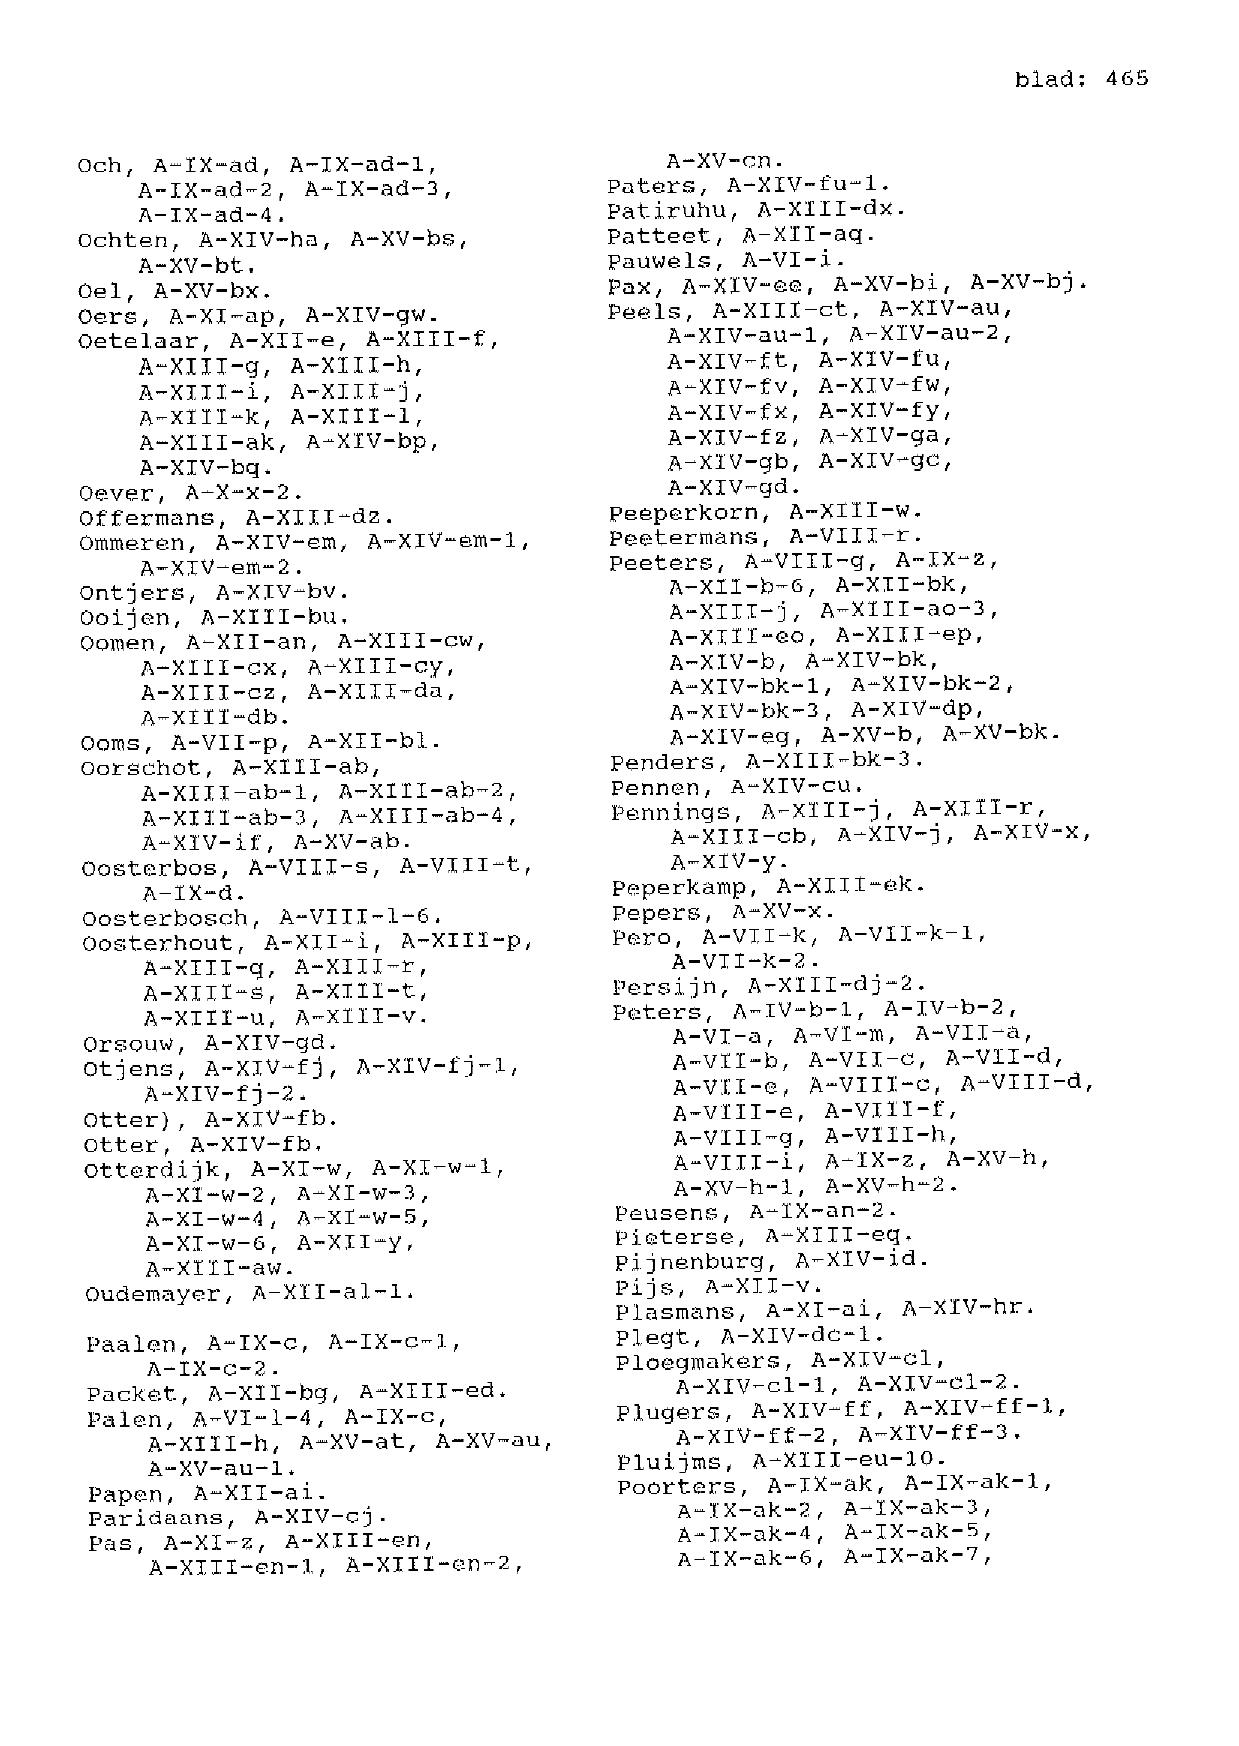 blad: 465
Och, A-IX-ad, A-IX-ad-1,
A-IX-ad-2, A-IX-ad-3,
A-IX-ad-4.
Ochten, A-XIV-ha, A-XV-bs,
A-XV-bt.
Oel, A-XV-bx.
Oers, A-XI-ap, A-XIV-gw.
Oetelaar, A-XII-e, A-XIII-f,
A-XIII-g, A-XIII-h,
A-XIII-i, A-XIII-j,
A-XIII-k, A-XIII-l,
A-XIII-ak, A-XIV-bp,
A-XIV-bq.
Oever, A-X-x-2.
Offermans, A-XIII-dz.
Ommeren, A-XIV-em, A-XIV-em-1,
A-XIV-em-2.
Ontjers, A-XIV-bv.
Ooijen, A-XIII-bu.
Oomen, A-XII-an, A-XIII-cw,
A-XIII-cx, A-XIII-cy,
A-XIII-cz, A-XIII-da,
A-XIII-db.
Ooms, A-VII-p, A-XII-bl.
Oorschot, A-XIII-ab,
A-XIII-ab-1, A-XIII-ab-2,
A-XIII-ab-3, A-XIII-ab-4,
A-XIV-if, A-XV-ab.
Oosterbos, A-VIII-s, A-VIII-t,
A-IX-d.
Oosterbosch, A-VIII-l-6.
Oosterhout, A-XII-i, A-XIII-p,
A-XIII-q, A-XIII-r,
A-XIII-s, A-XIII-t,
A-XIII-u, A-XIII-v.
Orsouw, A-XIV-gd.
Otjens, A-XIV-fj, A-XIV-fj-1,
A-XIV-fj-2.
Otter), A-XIV-fb.
Otter, A-XIV-fb.
Otterdijk, A-XI-w, A-XI-w-1,
A-XI-w-2, A-XI-w-3,
A-XI-w-4, A-XI-w-5,
A-XI-w-6, A-XII-y,
A-XIII-aw.
Oudemayer, A-XII-al-1.
Paalen, A-IX-c, A-IX-c-1,
A-IX-c-2.
Packet, A-XII-bg, A-XIII-ed.
Palen, A-VI-l-4, A-IX-c,
A-XIII-h, A-XV-at, A-XV-au,
A-XV-au-1.
Papen, A-XII-ai.
Paridaans, A-XIV-cj.
Pas, A-XI-z, A-XIII-en,
A-XIII-en-1, A-XIII-en-2,
A-XV-cn.
Paters, A-XIV-fu-1.
Patiruhu, A-XIII-dx.
Patteet, A-XII-aq.
Pauwels, A-VI-i.
Pax, A-XIV-ee, A-XV-bi, A-XV-bj.
Peels, A-XIII-ct, A-XIV-au,
A-XIV-au-1, A-XIV-au-2,
A-XIV-ft, A-XIV-fu,
A-XIV-fv, A-XIV-fw,
A-XIV-fx, A-XIV-fy,
A-XIV-fz, A-XIV-ga,
A-XIV-gb, A-XIV-gc,
A-XIV-gd.
Peeperkorn, A-XIII-w.
Peetermans, A-VIII-r.
Peeters, A-VIII-g, A-IX-z,
A-XII-b-6, A-XII-bk,
A-XIII-j, A-XIII-ao-3,
A-XIII-eo, A-XIII-ep,
A-XIV-b, A-XIV-bk,
A-XIV-bk-1, A-XIV-bk-2,
A-XIV-bk-3, A-XIV-dp,
A-XIV-eg, A-XV-b, A-XV-bk.
Penders, A-XIII-bk-3.
Pennen, A-XIV-cu.
Pennings, A-XIII-j, A-XIII-r,
A-XIII-cb, A-XIV-j, A-XIV-x,
A-XIV-y.
Peperkamp, A-XIII-ek.
Pepers, A-XV-x.
Pero, A-VII-k, A-VII-k-1,
A-VII-k-2.
Persijn, A-XIII-dj-2.
Peters, A-IV-b-1, A-IV-b-2,
A-VI-a, A-VI-m, A-VII-a,
A-VII-b, A-VII-c, A-VII-d,
A-VII-e, A-VIII-c, A-VIII-d,
A-VIII-e, A-VIII-f,
A-VIII-g, A-VIII-h,
A-VIII-i, A-IX-z, A-XV-h,
A-XV-h-1, A-XV-h-2.
Peusens, A-IX-an-2.
Pieterse, A-XIII-eq.
Pijnenburg, A-XIV-id.
Pijs, A-XII-v.
Plasmans, A-XI-ai, A-XIV-hr.
Plegt, A-XIV-dc-1.
Ploegmakers, A-XIV-cl,
A-XIV-cl-1, A-XIV-cl-2.
Plugers, A-XIV-ff, A-XIV-ff-1,
A-XIV-ff-2, A-XIV-ff-3.
Pluijms, A-XIII-eu-10.
Poorters, A-IX-ak, A-IX-ak-1,
A-IX-ak-2, A-IX-ak-3,
A-IX-ak-4, A-IX-ak-5,
A-IX-ak-6, A-IX-ak-7,